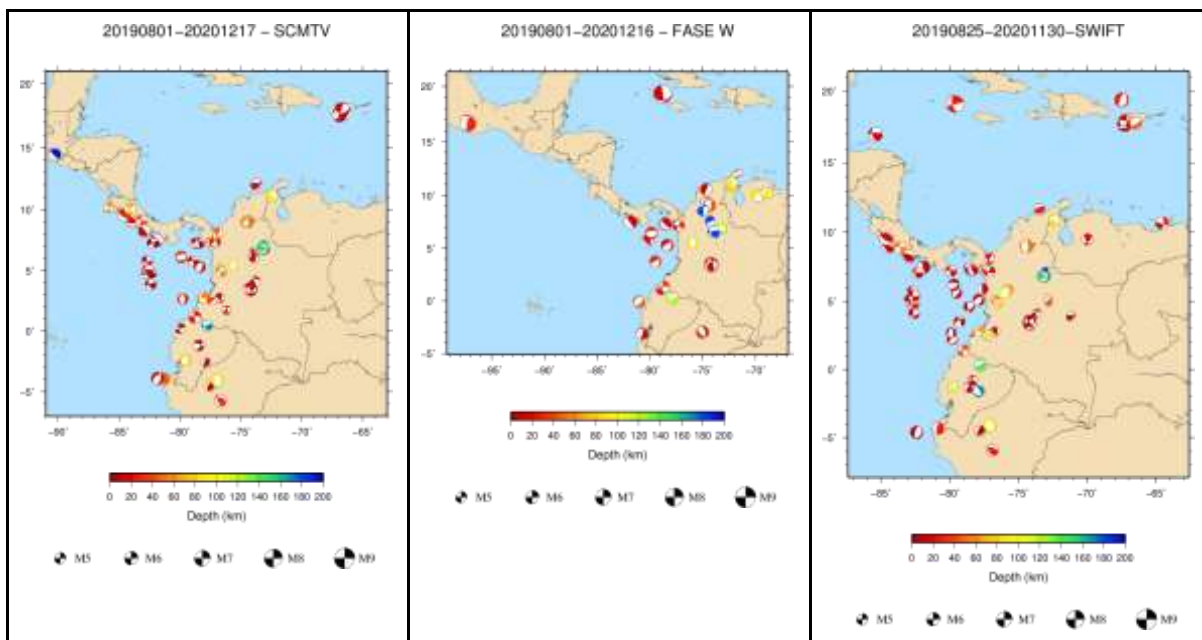 20190801-20201217 - SCMTV
20°
15°
10°
5°
0°
-5°
-90° -85° -80° -75° -70° -65°
0 20 40 60 80 100 120 140 160 180 200
Depth (km)
M5 M6 M7 M8 M9
20190801-20201216 - FASE W
20°
15°
10°
5°
0°
-5°
-95° -90° -85° -80° -75° -70°
0 20 40 60 80 100 120 140 160 180 200
Depth (km)
M5 M6 M7 M8 M9
20190825-20201130-SWIFT
20°
15°
10°
5°
0°
-5°
-85° -80° -75° -70° -65°
0 20 40 60 80 100 120 140 160 180 200
Depth (km)
M5 M6 M7 M8 M9